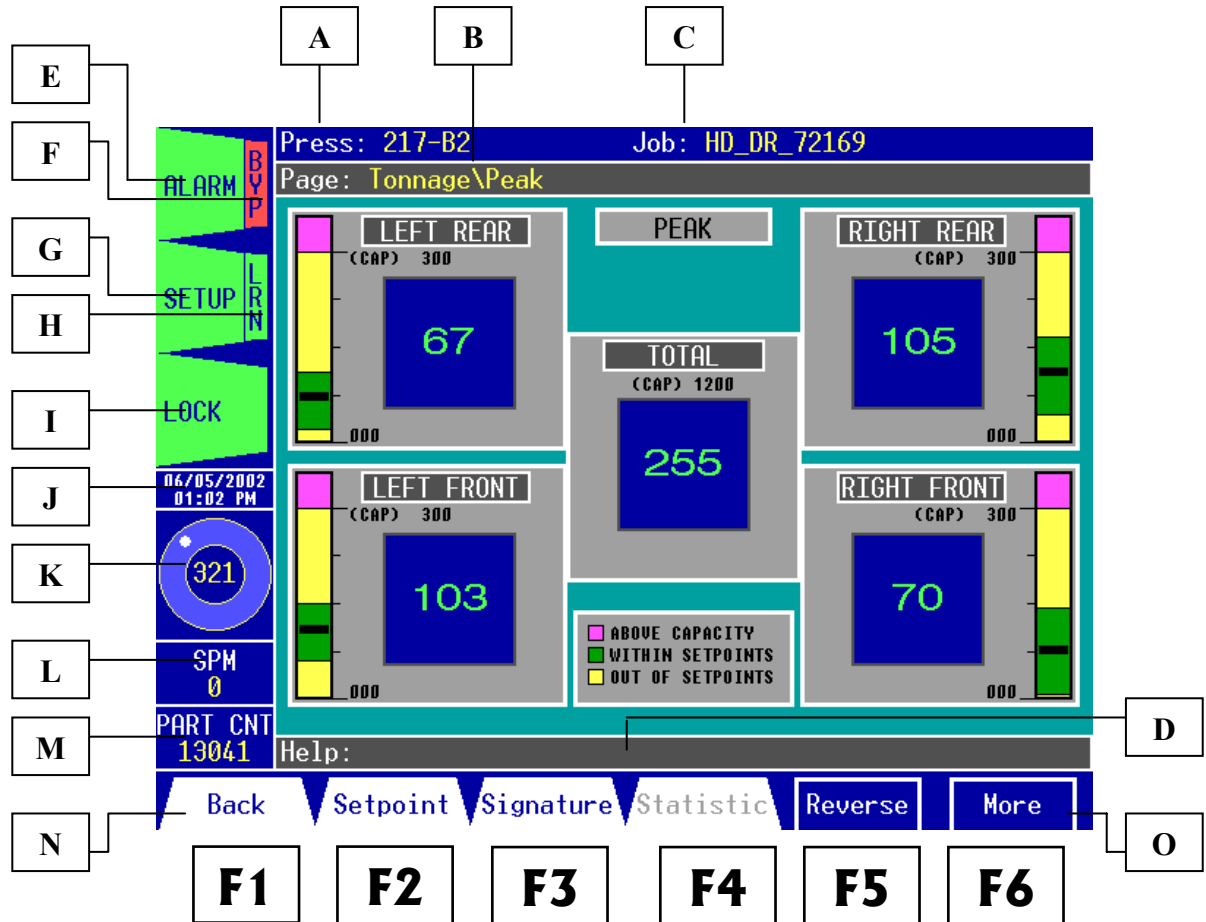 A
B
C
E
F
G
H
I
J
K
L
M
N
D
O
Press: 217-B2 Job: HD_DR_72169
Page: Tonnage\Peak
ALARM
BYP
SETUP
LRN
LOCK
06/05/2002
01:02 PM
321
SPM
0
PART CNT
13041
LEFT REAR
(CAP) 300
67
000
PEAK
RIGHT REAR
(CAP) 300
105
000
TOTAL
(CAP) 1200
255
LEFT FRONT
(CAP) 300
103
000
RIGHT FRONT
(CAP) 300
70
000
ABOVE CAPACITY
WITHIN SETPOINTS
OUT OF SETPOINTS
Help:
Back Setpoint Signature Statistic Reverse More
F1 F2 F3 F4 F5 F6